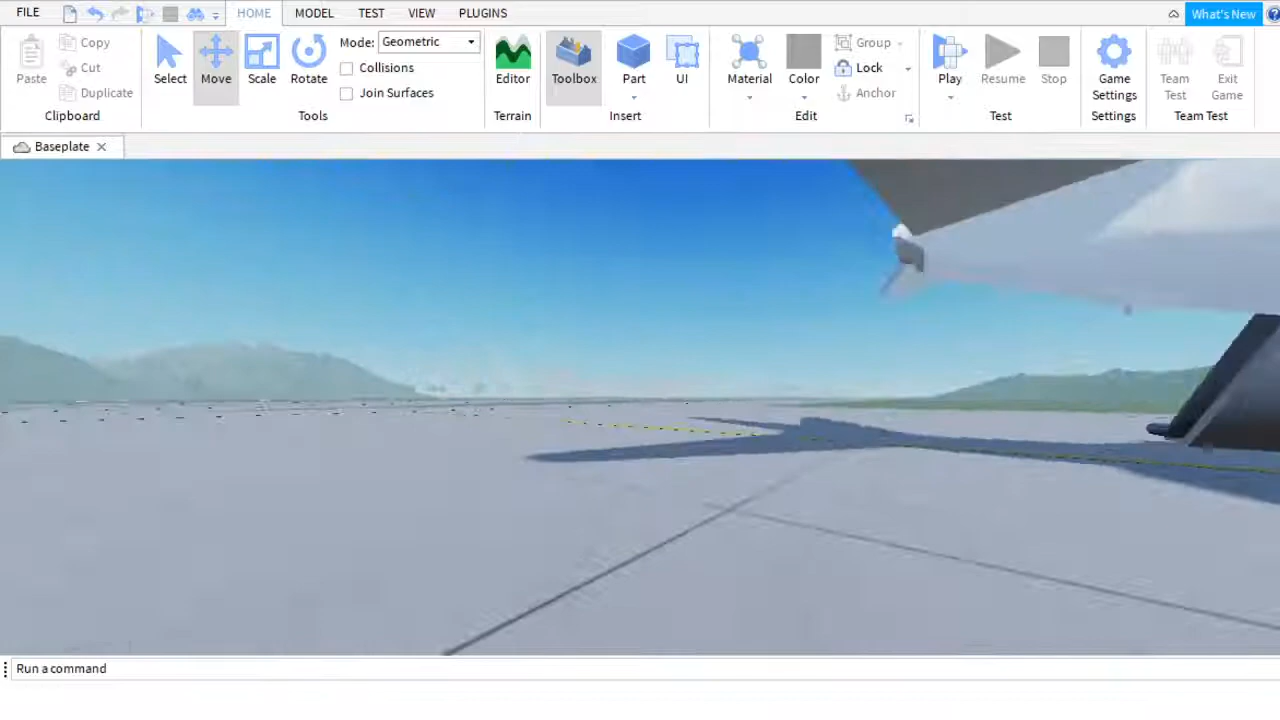 FILE HOME MODEL TEST VIEW PLUGINS What's New ?
Paste
Copy
Cut
Duplicate
Clipboard
Select
Move
Scale
Rotate
Mode: Geometric
Collisions
Join Surfaces
Tools
Editor
Terrain
Toolbox
Part
UI
Insert
Material
Color
Group
Lock
Anchor
Edit
Play
Resume
Stop
Test
Game
Settings
Settings
Team
Test
Exit
Game
Team Test
Baseplate
Run a command